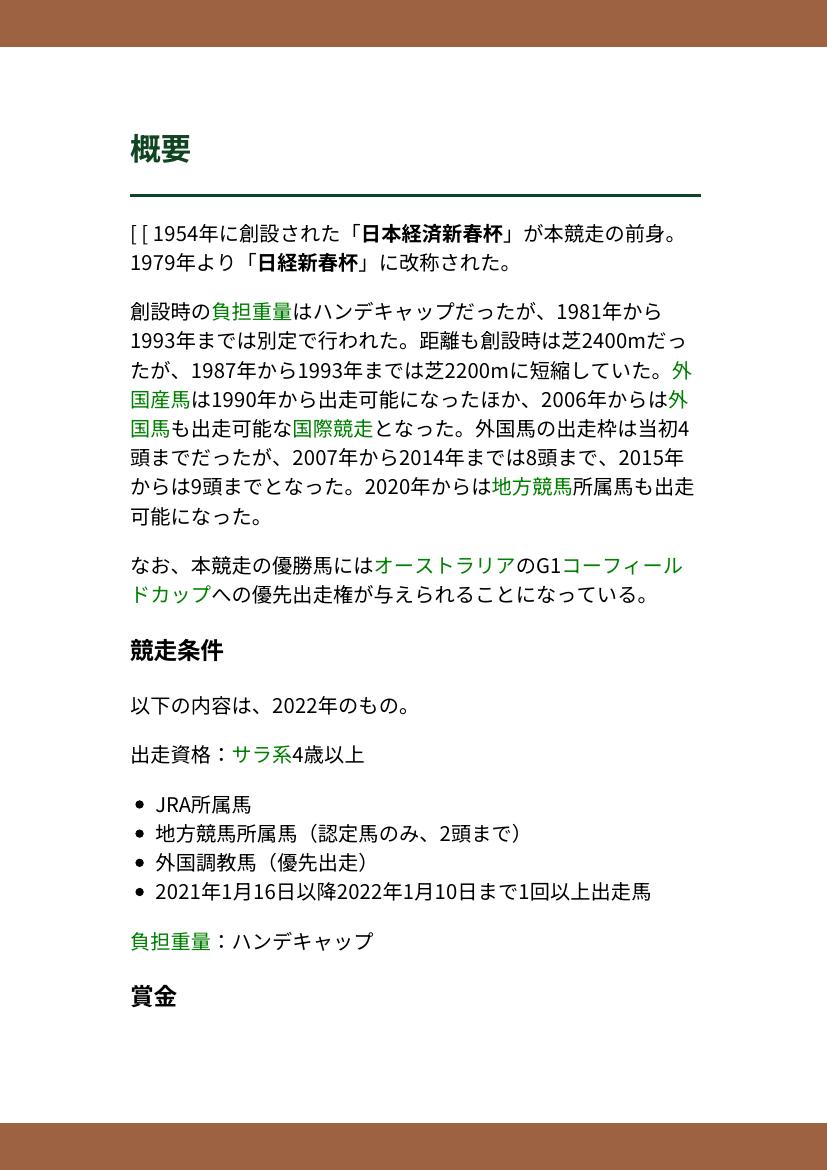 概要
[ [ 1954年に創設された「日本経済新春杯」が本競走の前身。
1979年より「日経新春杯」に改称された。
創設時の負担重量はハンデキャップだったが、1981年から
1993年までは別定で行われた。距離も創設時は芝2400mだっ
たが、1987年から1993年までは芝2200mに短縮していた。外
国産馬は1990年から出走可能になったほか、2006年からは外
国馬も出走可能な国際競走となった。外国馬の出走枠は当初4
頭までだったが、2007年から2014年までは8頭まで、2015年
からは9頭までとなった。2020年からは地方競馬所属馬も出走
可能になった。
なお、本競走の優勝馬にはオーストラリアのG1コーフィール
ドカップへの優先出走権が与えられることになっている。
競走条件
以下の内容は、2022年のもの。
出走資格：サラ系4歳以上
• JRA所属馬
• 地方競馬所属馬（認定馬のみ、2頭まで）
• 外国調教馬（優先出走）
• 2021年1月16日以降2022年1月10日まで1回以上出走馬
負担重量：ハンデキャップ
賞金